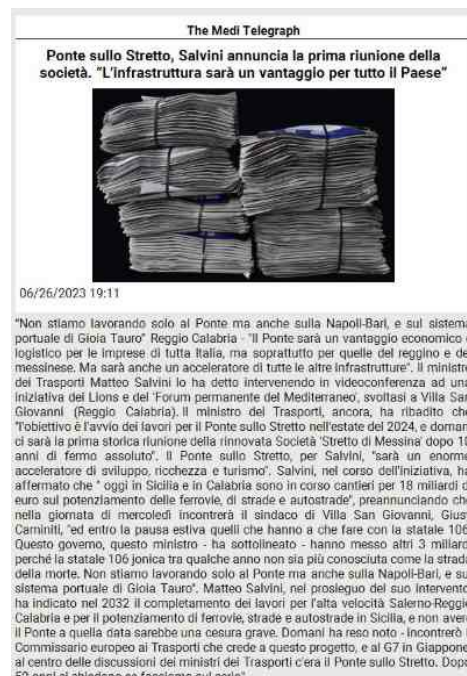 The Medi Telegraph
Ponte sullo Stretto, Salvini annuncia la prima riunione della
società. "L'infrastruttura sarà un vantaggio per tutto il Paese"
06/26/2023 19:11
"Non stiamo lavorando solo al Ponte ma anche sulla Napoli-Bari, e sul sistema
portuale di Gioia Tauro" Reggio Calabria - "Il Ponte sarà un vantaggio economico e
logistico per le imprese di tutta Italia, ma soprattutto per quelle del reggino e de
messinese. Ma sarà anche un acceleratore di tutte le altre infrastrutture". Il ministro
dei Trasporti Matteo Salvini lo ha detto intervenendo in videoconferenza ad una
iniziativa dei Lions e del 'Forum permanente del Mediterraneo', svoltasi a Villa San
Giovanni (Reggio Calabria). Il ministro dei Trasporti, ancora, ha ribadito che
"l'obiettivo è l'avvio dei lavori per il Ponte sullo Stretto nell'estate del 2024, e domani
ci sarà la prima storica riunione della rinnovata Società 'Stretto di Messina' dopo 10
anni di fermo assoluto". Il Ponte sullo Stretto, per Salvini, "sarà un enorme
acceleratore di sviluppo, ricchezza e turismo". Salvini, nel corso dell'iniziativa, ha
affermato che " oggi in Sicilia e in Calabria sono in corso cantieri per 18 miliardi d
euro sul potenziamento delle ferrovie, di strade e autostrade", preannunciando che
nella giornata di mercoledì incontrerà il sindaco di Villa San Giovanni, Giusy
Caminiti, "ed entro la pausa estiva quelli che hanno a che fare con la statale 106
Questo governo, questo ministro - ha sottolineato - hanno messo altri 3 miliard
perché la statale 106 jonica tra qualche anno non sia più conosciuta come la strada
della morte. Non stiamo lavorando solo al Ponte ma anche sulla Napoli-Bari, e su
sistema portuale di Gioia Tauro". Matteo Salvini, nel prosieguo del suo intervento
ha indicato nel 2032 il completamento dei lavori per l'alta velocità Salerno-Reggio
Calabria e per il potenziamento di ferrovie, strade e autostrade in Sicilia, e non avere
il Ponte a quella data sarebbe una cesura grave. Domani ha reso noto - incontrerò i
Commissario europeo ai Trasporti che crede a questo progetto, e al G7 in Giappone
al centro delle discussioni dei ministri dei Trasporti c'era il Ponte sullo Stretto. Dopo